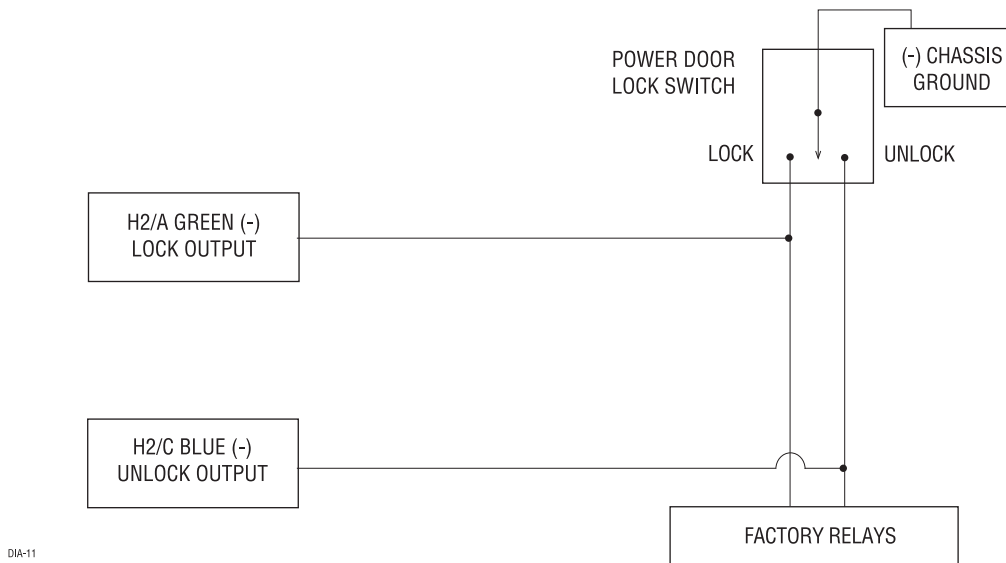 POWER DOOR
LOCK SWITCH
(-) CHASSIS
GROUND
LOCK
UNLOCK
H2/A GREEN (-)
LOCK OUTPUT
H2/C BLUE (-)
UNLOCK OUTPUT
FACTORY RELAYS
DIA-11